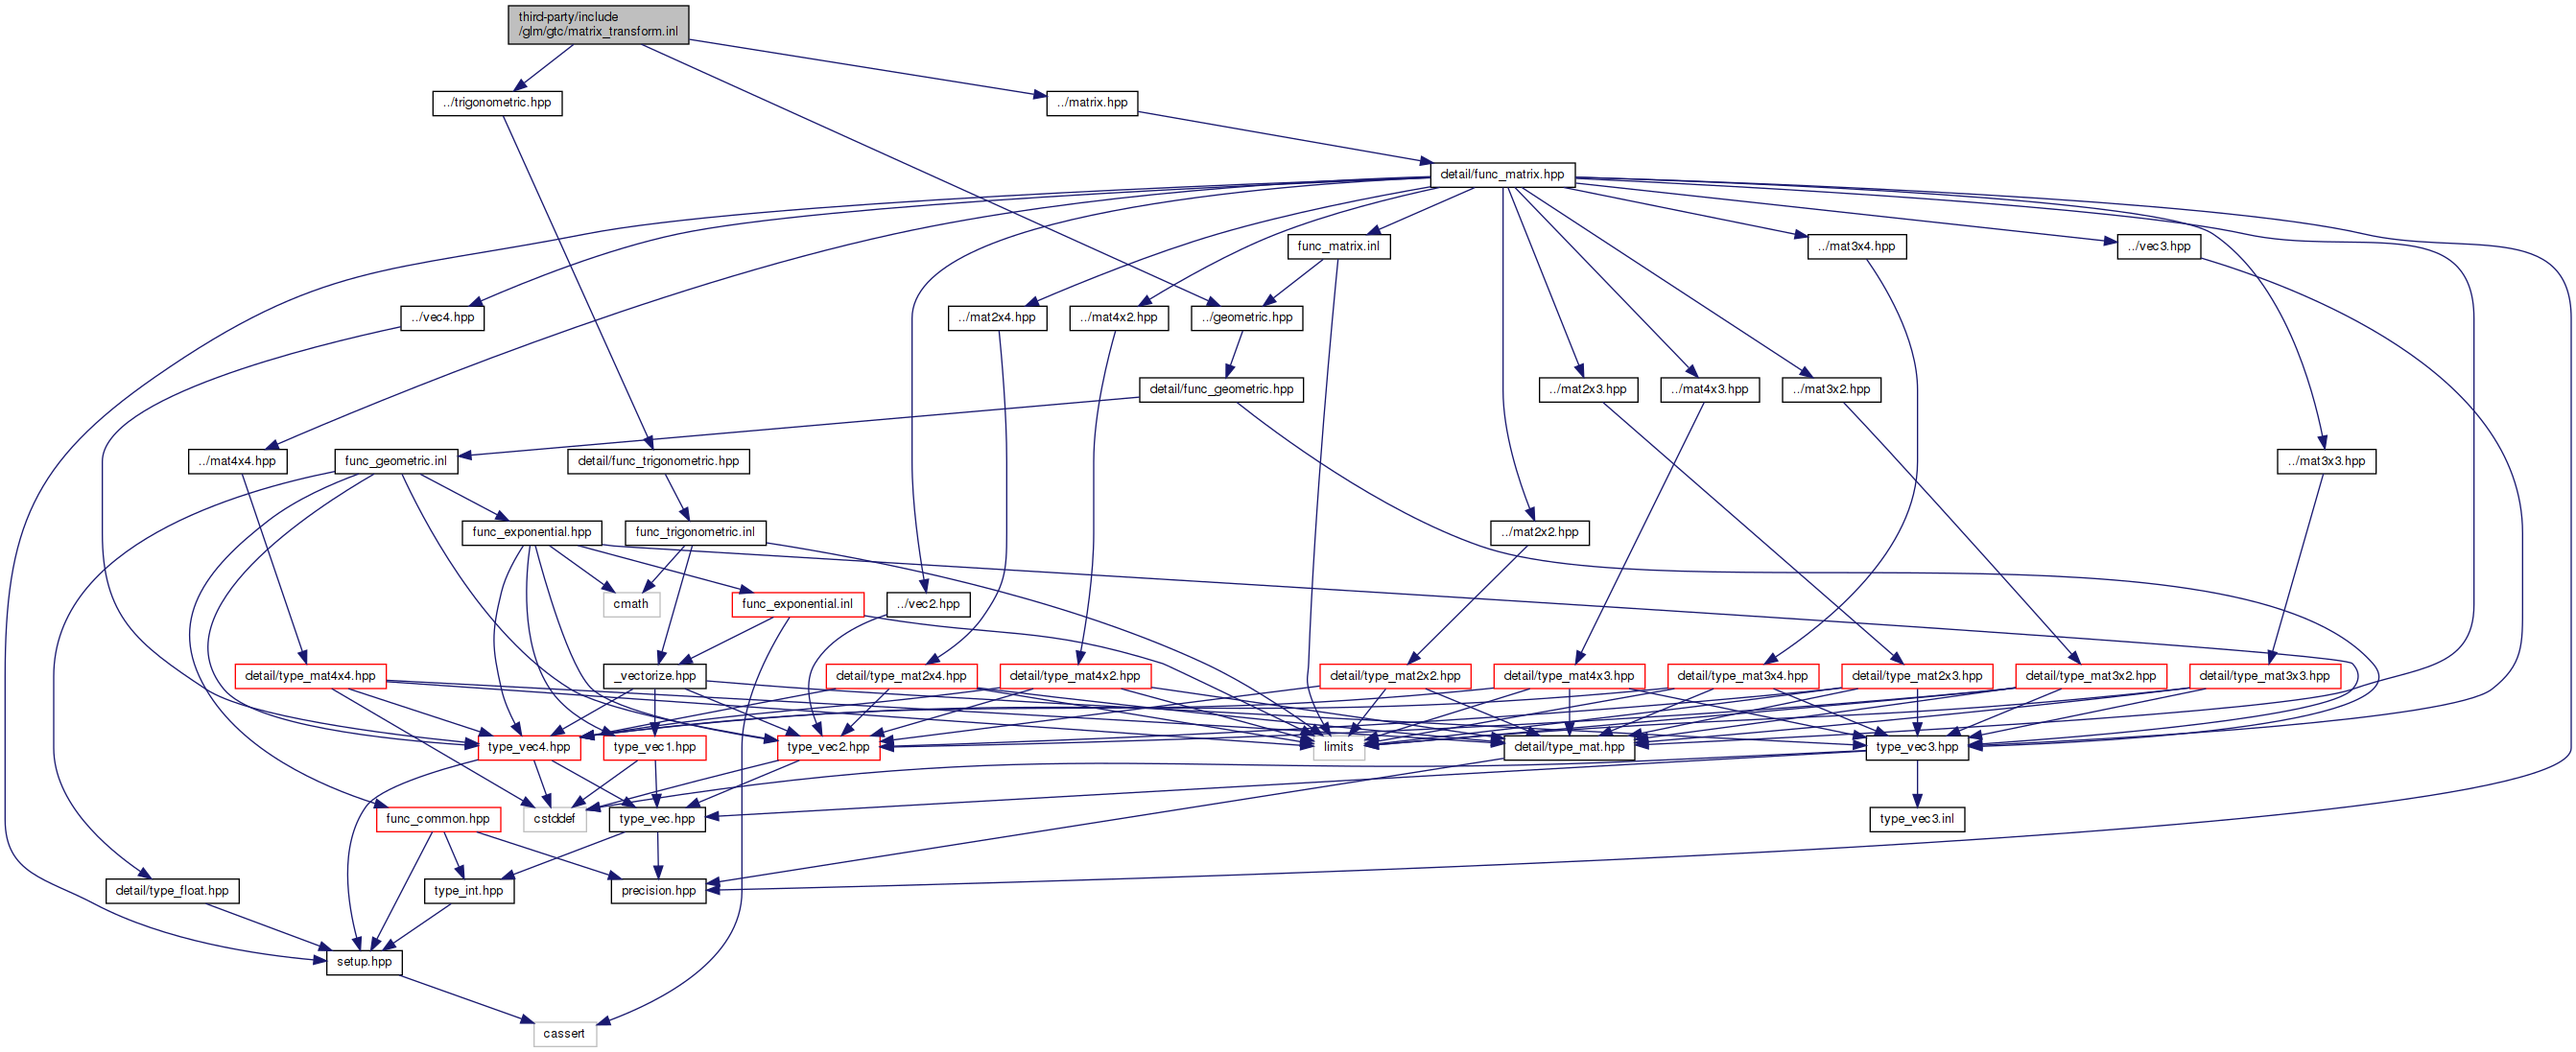 third-party/include
/glm/gtc/matrix_transform.inl
../trigonometric.hpp
../matrix.hpp
detail/func_matrix.hpp
func_matrix.inl
../mat3x4.hpp
../vec3.hpp
../vec4.hpp
../mat2x4.hpp
../mat4x2.hpp
../geometric.hpp
detail/func_geometric.hpp
../mat2x3.hpp
../mat4x3.hpp
../mat3x2.hpp
../mat4x4.hpp
func_geometric.inl
detail/func_trigonometric.hpp
../mat3x3.hpp
func_exponential.hpp
func_trigonometric.inl
../mat2x2.hpp
cmath
func_exponential.inl
../vec2.hpp
detail/type_mat4x4.hpp
_vectorize.hpp
detail/type_mat2x4.hpp
detail/type_mat4x2.hpp
detail/type_mat2x2.hpp
detail/type_mat4x3.hpp
detail/type_mat3x4.hpp
detail/type_mat2x3.hpp
detail/type_mat3x2.hpp
detail/type_mat3x3.hpp
type_vec4.hpp
type_vec1.hpp
type_vec2.hpp
limits
detail/type_mat.hpp
type_vec3.hpp
func_common.hpp
cstddef
type_vec.hpp
type_vec3.inl
detail/type_float.hpp
type_int.hpp
precision.hpp
setup.hpp
cassert